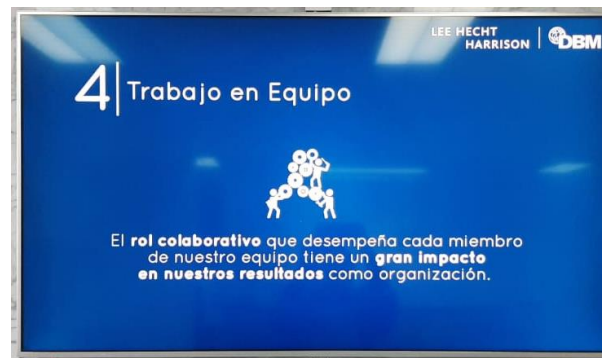 LEE HECHT
HARRISON
DBM
4 Trabajo en Equipo
El rol colaborativo que desempeña cada miembro
de nuestro equipo tiene un gran impacto
en nuestros resultados como organización.